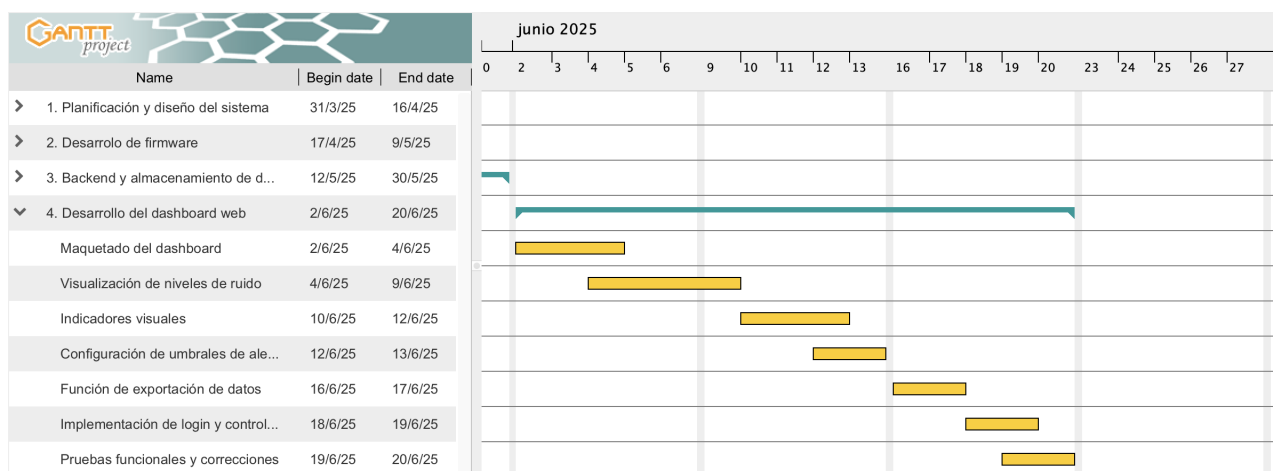 GANTT
project
junio 2025
0 2 3 4 5 6 9 10 11 12 13 16 17 18 19 20 23 24 25 26 27
Name Begin date End date
1. Planificación y diseño del sistema 31/3/25 16/4/25
2. Desarrolo de firmware 17/4/25 9/5/25
3. Backend y almacenamiento de d... 12/5/25 30/5/25
4. Desarrollo del dashboard web 2/6/25 20/6/25
Maquetado del dashboard 2/6/25 4/6/25
Visualización de niveles de ruido 4/6/25 9/6/25
Indicadores visuales 10/6/25 12/6/25
Configuración de umbrales de ale... 12/6/25 13/6/25
Función de exportación de datos 16/6/25 17/6/25
Implementación de login y control... 18/6/25 19/6/25
Pruebas funcionales y correcciones 19/6/25 20/6/25